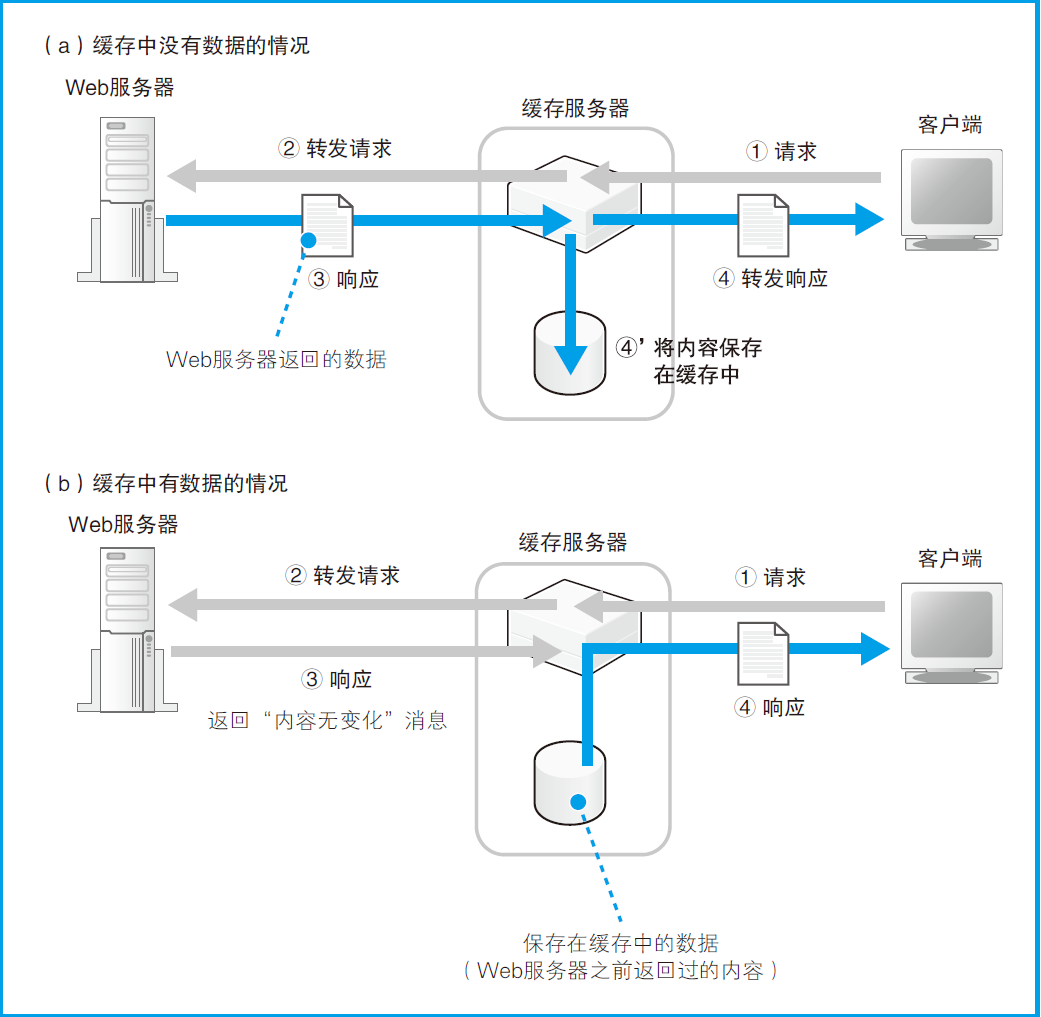 （a）缓存中没有数据的情况
Web服务器
缓存服务器
客户端
② 转发请求
① 请求
③ 响应
④ 转发响应
Web服务器返回的数据
④’ 将内容保存
在缓存中
（b）缓存中有数据的情况
Web服务器
缓存服务器
客户端
② 转发请求
① 请求
③ 响应
返回“内容无变化”消息
④ 响应
保存在缓存中的数据
（Web服务器之前返回过的内容）